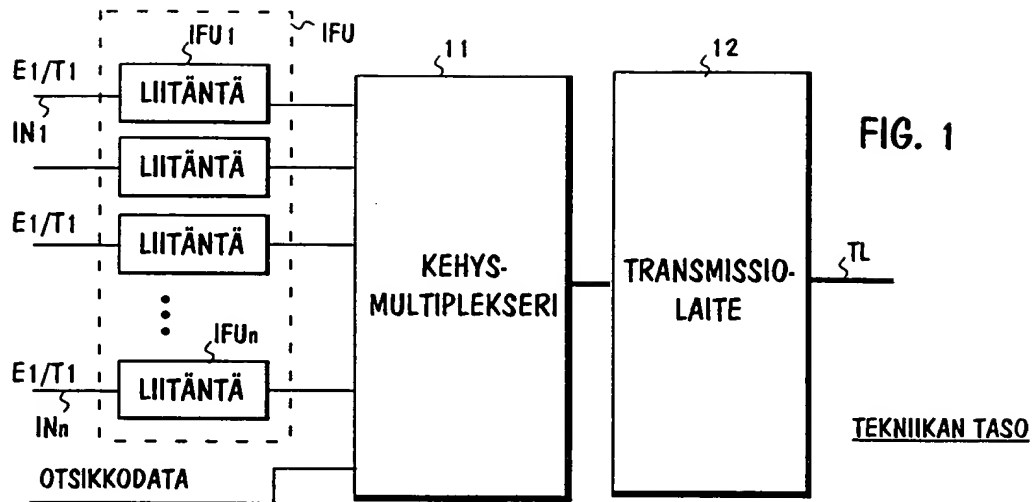 IFU1
IFU
11
12
E1/T1
LIITÄNTÄ
IN1
FIG. 1
LIITÄNTÄ
E1/T1
LIITÄNTÄ
KEHYS-
MULTIPLEKSERI
TRANSMISSIO-
LAITE
TL
IFUn
E1/T1
LIITÄNTÄ
INn
TEKNIIKAN TASO
OTSIKKODATA